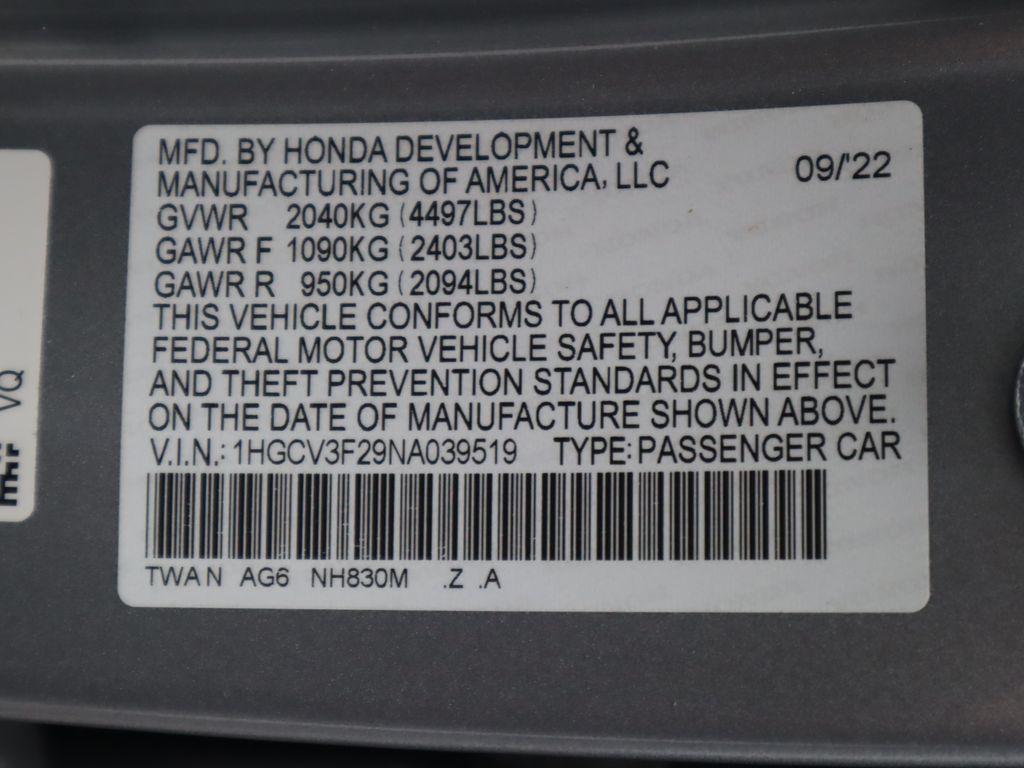 MFD. BY HONDA DEVELOPMENT &
MANUFACTURING OF AMERICA, LLC 09/'22
GVWR 2040KG (4497LBS)
GAWR F 1090KG (2403LBS)
GAWR R 950KG (2094LBS)
THIS VEHICLE CONFORMS TO ALL APPLICABLE
FEDERAL MOTOR VEHICLE SAFETY, BUMPER,
AND THEFT PREVENTION STANDARDS IN EFFECT
ON THE DATE OF MANUFACTURE SHOWN ABOVE.
V.I.N.: 1HGCV3F29NA039519 TYPE: PASSENGER CAR
TWA N AG6 NH830M .Z .A
VQ